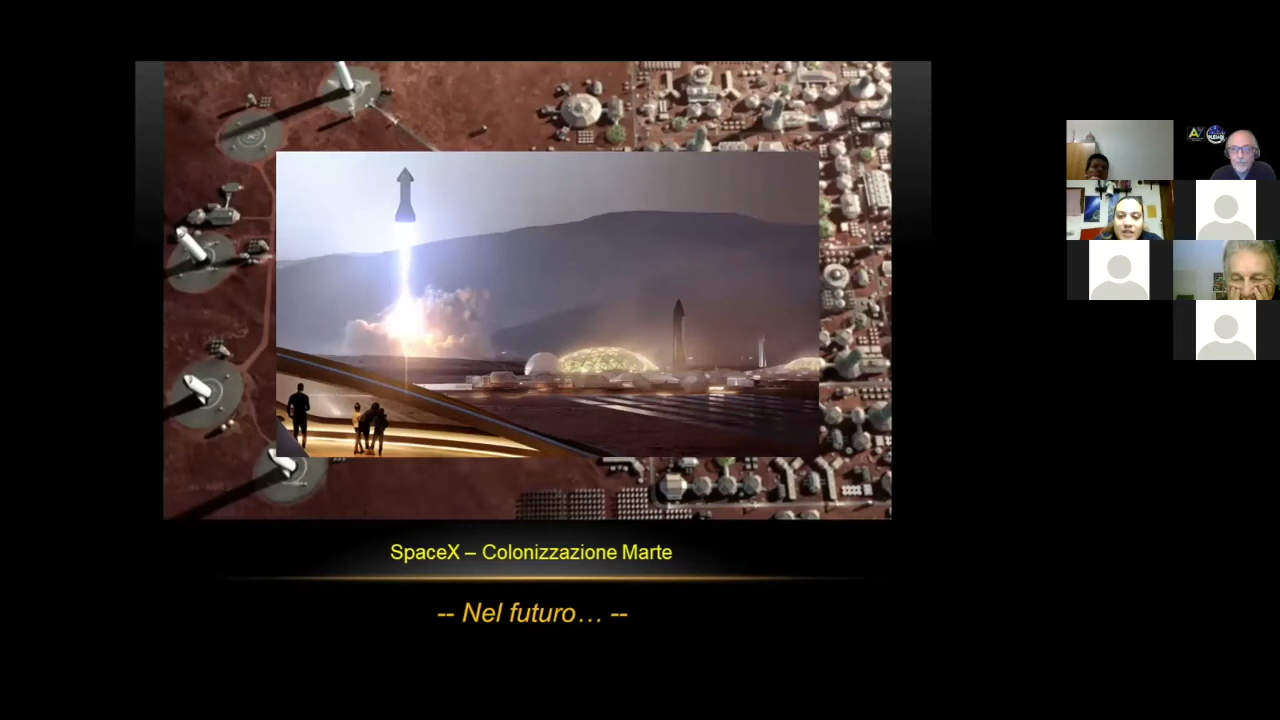 SpaceX – Colonizzazione Marte
-- Nel futuro… --